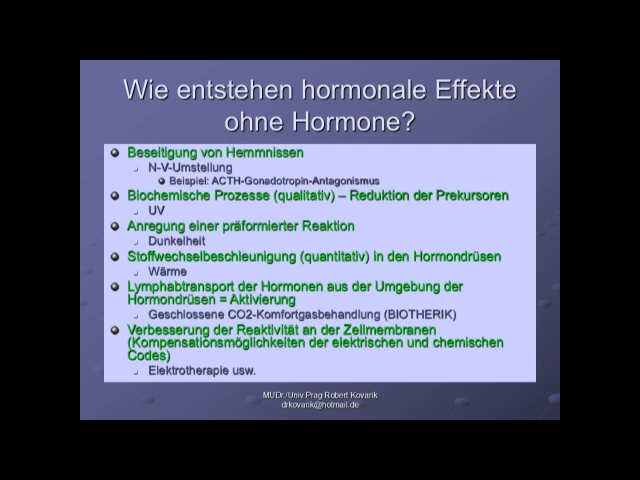 Wie entstehen hormonale Effekte
ohne Hormone?
Beseitigung von Hemmnissen
N-V-Umstellung
Beispiel: ACTH-Gonadotropin-Antagonismus
Biochemische Prozesse (qualitativ) – Reduktion der Prekursoren
UV
Anregung einer präformierter Reaktion
Dunkelheit
Stoffwechselbeschleunigung (quantitativ) in den Hormondrüsen
Wärme
Lymphabtransport der Hormonen aus der Umgebung der
Hormondrüsen = Aktivierung
Geschlossene CO2-Komfortgasbehandlung (BIOTHERIK)
Verbesserung der Reaktivität an der Zellmembranen
(Kompensationsmöglichkeiten der elektrischen und chemischen
Codes)
Elektrotherapie usw.
MUDr./Univ.Prag Robert Kovarik
drkovarik@hotmail.de